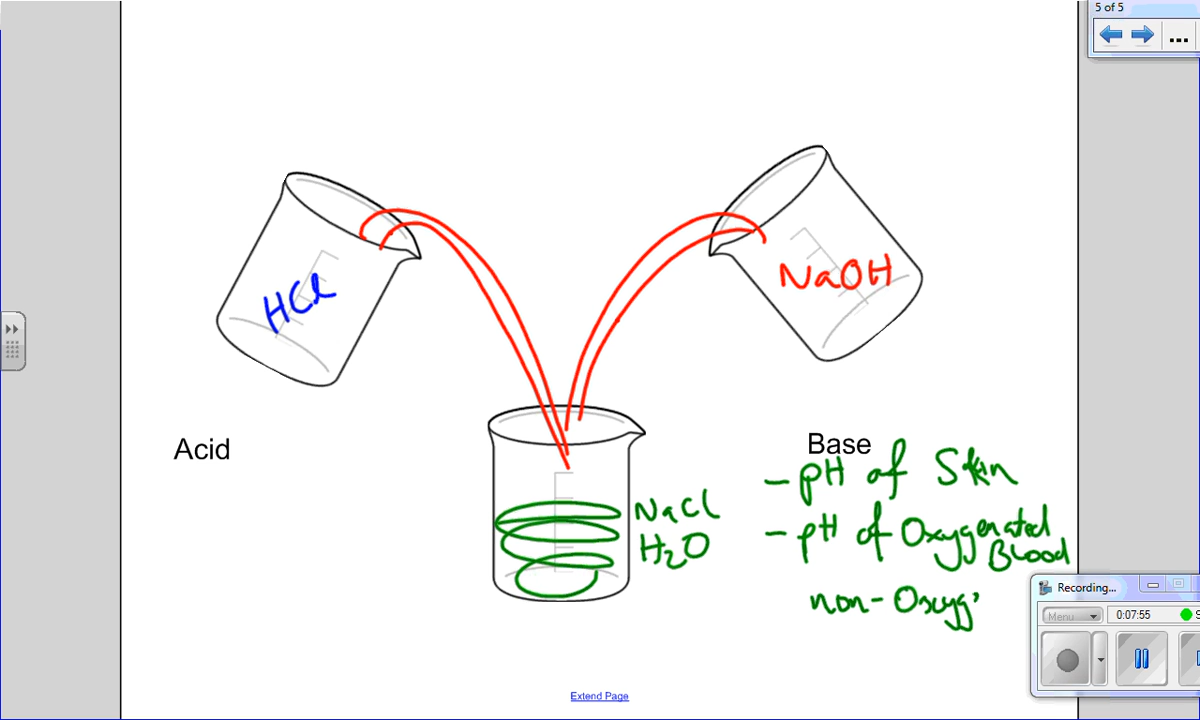 5 of 5
...
HCl
NaOH
Acid
Base
- pH of Skin
- pH of Oxygenated
Blood
non-Oxyg'
NaCl
H2O
Recording...
Menu
0:07:55
Extend Page